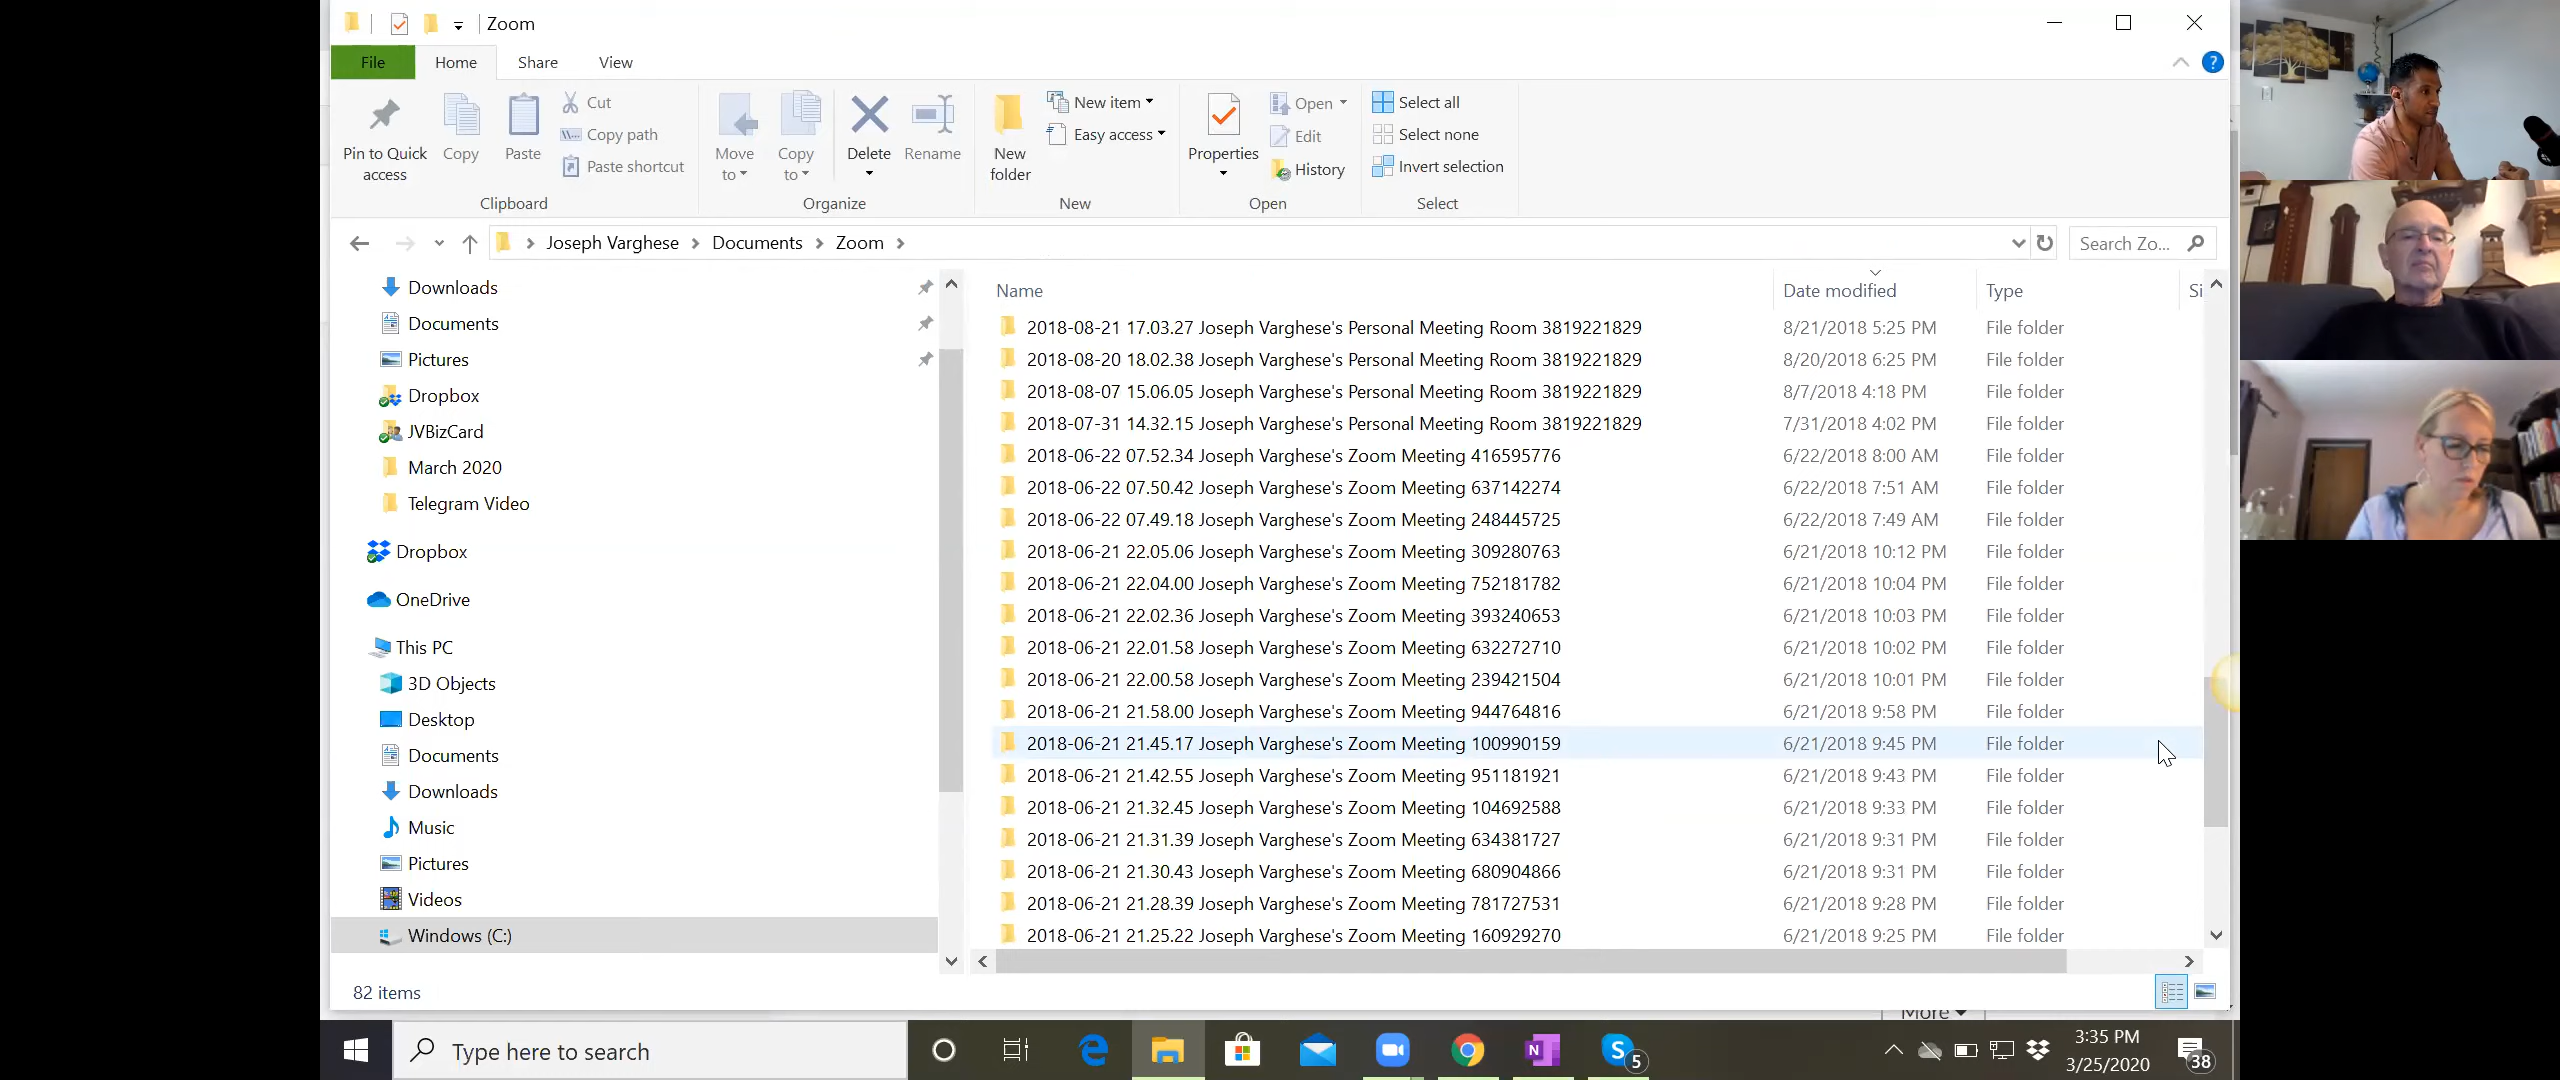 Zoom
File Home Share View
Pin to Quick access
Copy
Paste
Cut
Copy path
Paste shortcut
Clipboard
Move to
Copy to
Delete
Rename
Organize
New folder
New item
Easy access
New
Properties
Open
Edit
History
Open
Select all
Select none
Invert selection
Select
Joseph Varghese Documents Zoom
Search Zo...
Downloads
Documents
Pictures
Dropbox
JVBizCard
March 2020
Telegram Video
Dropbox
OneDrive
This PC
3D Objects
Desktop
Documents
Downloads
Music
Pictures
Videos
Windows (C:)
Name Date modified Type Si
2018-08-21 17.03.27 Joseph Varghese's Personal Meeting Room 3819221829 8/21/2018 5:25 PM File folder
2018-08-20 18.02.38 Joseph Varghese's Personal Meeting Room 3819221829 8/20/2018 6:25 PM File folder
2018-08-07 15.06.05 Joseph Varghese's Personal Meeting Room 3819221829 8/7/2018 4:18 PM File folder
2018-07-31 14.32.15 Joseph Varghese's Personal Meeting Room 3819221829 7/31/2018 4:02 PM File folder
2018-06-22 07.52.34 Joseph Varghese's Zoom Meeting 416595776 6/22/2018 8:00 AM File folder
2018-06-22 07.50.42 Joseph Varghese's Zoom Meeting 637142274 6/22/2018 7:51 AM File folder
2018-06-22 07.49.18 Joseph Varghese's Zoom Meeting 248445725 6/22/2018 7:49 AM File folder
2018-06-21 22.05.06 Joseph Varghese's Zoom Meeting 309280763 6/21/2018 10:12 PM File folder
2018-06-21 22.04.00 Joseph Varghese's Zoom Meeting 752181782 6/21/2018 10:04 PM File folder
2018-06-21 22.02.36 Joseph Varghese's Zoom Meeting 393240653 6/21/2018 10:03 PM File folder
2018-06-21 22.01.58 Joseph Varghese's Zoom Meeting 632272710 6/21/2018 10:02 PM File folder
2018-06-21 22.00.58 Joseph Varghese's Zoom Meeting 239421504 6/21/2018 10:01 PM File folder
2018-06-21 21.58.00 Joseph Varghese's Zoom Meeting 944764816 6/21/2018 9:58 PM File folder
2018-06-21 21.45.17 Joseph Varghese's Zoom Meeting 100990159 6/21/2018 9:45 PM File folder
2018-06-21 21.42.55 Joseph Varghese's Zoom Meeting 951181921 6/21/2018 9:43 PM File folder
2018-06-21 21.32.45 Joseph Varghese's Zoom Meeting 104692588 6/21/2018 9:33 PM File folder
2018-06-21 21.31.39 Joseph Varghese's Zoom Meeting 634381727 6/21/2018 9:31 PM File folder
2018-06-21 21.30.43 Joseph Varghese's Zoom Meeting 680904866 6/21/2018 9:31 PM File folder
2018-06-21 21.28.39 Joseph Varghese's Zoom Meeting 781727531 6/21/2018 9:28 PM File folder
2018-06-21 21.25.22 Joseph Varghese's Zoom Meeting 160929270 6/21/2018 9:25 PM File folder
82 items
More
Type here to search
5
3:35 PM
3/25/2020
38